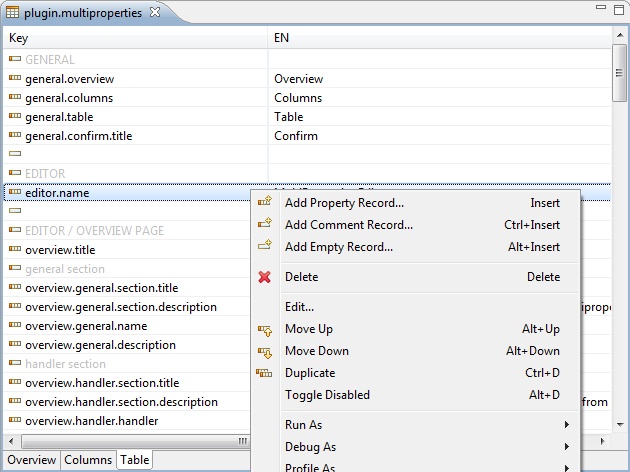 plugin.multiproperties
Key EN
GENERAL
general.overview Overview
general.columns Columns
general.table Table
general.confirm.title Confirm
EDITOR
editor.name
Add Property Record... Insert
Add Comment Record... Ctrl+Insert
EDITOR / OVERVIEW PAGE
Add Empty Record... Alt+Insert
overview.title
general section
Delete Delete
overview.general.section.title
overview.general.section.description
Edit...
overview.general.name
Move Up Alt+Up
overview.general.description
Move Down Alt+Down
handler section
Duplicate Ctrl+D
overview.handler.section.title
Toggle Disabled Alt+D
overview.handler.section.description from
overview.handler.handler
Run As
Debug As
Profile As
Overview Columns Table